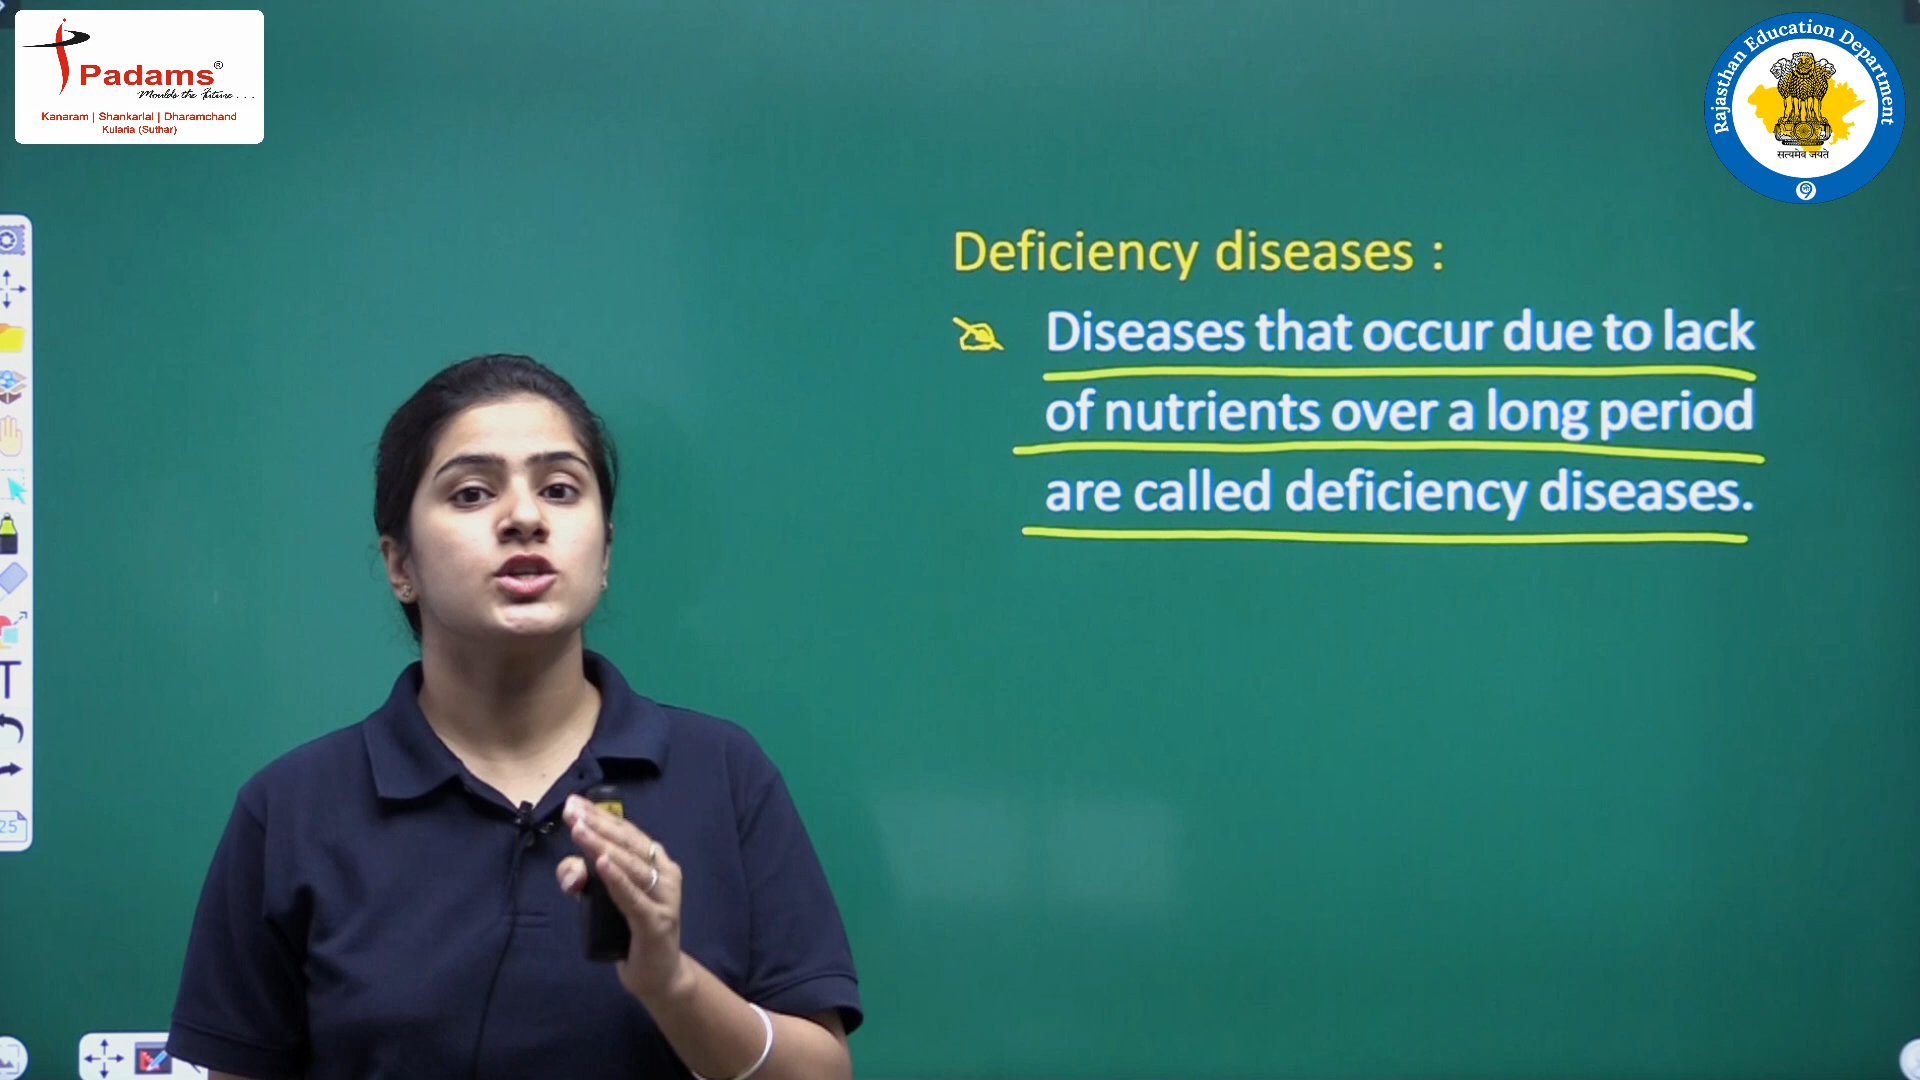 Padams®
Moulds the Future . . .
Kanaram | Shankarlal | Dharamchand
Kularia (Suthar)
Rajasthan Education Department
सत्यमेव जयते
Deficiency diseases :
Diseases that occur due to lack
of nutrients over a long period
are called deficiency diseases.
T
25